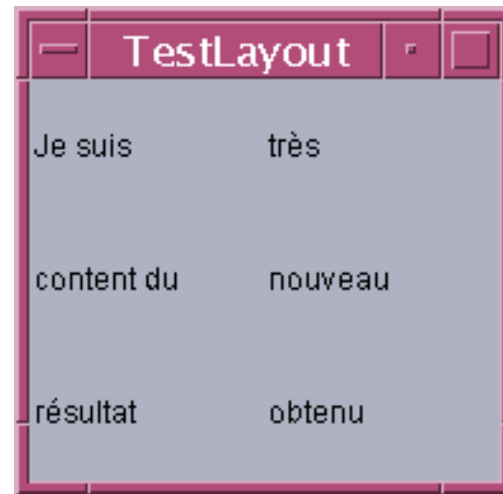 TestLayout
Je suis très
content du nouveau
résultat obtenu